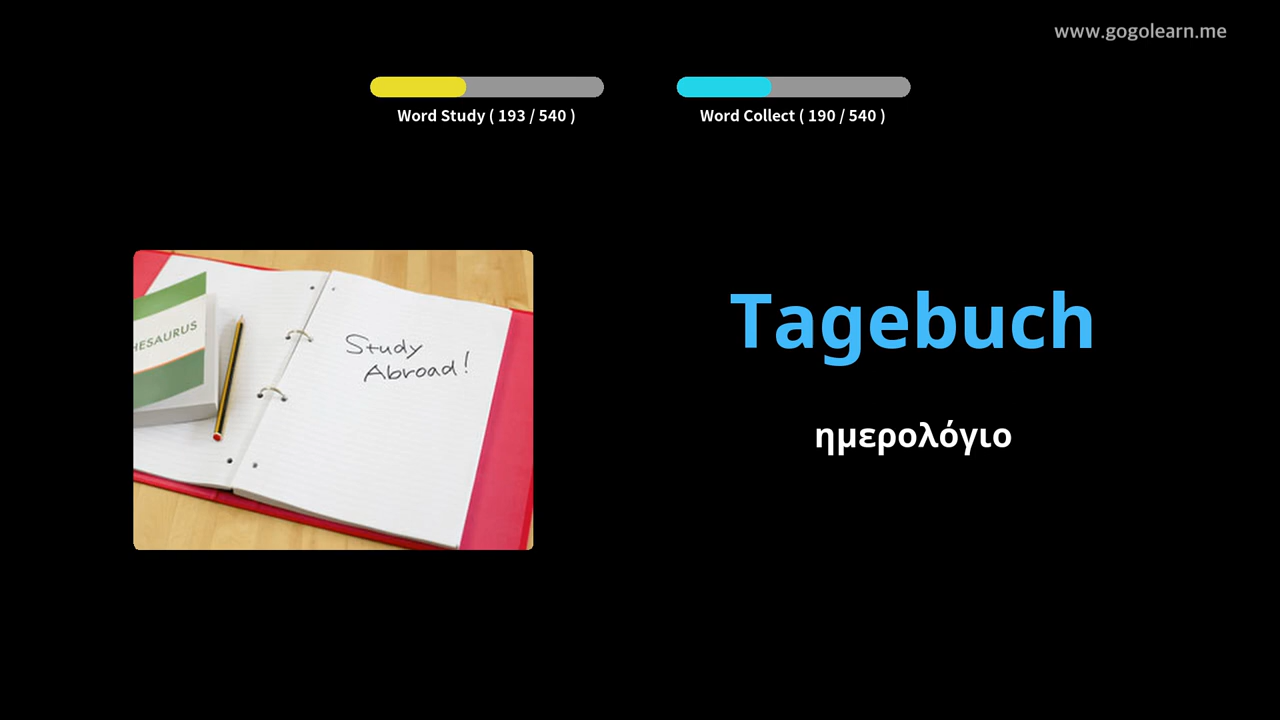 www.gogolearn.me
Word Study ( 193 / 540 )
Word Collect ( 190 / 540 )
HESAURUS
Study
Abroad!
Tagebuch
ημερολόγιο